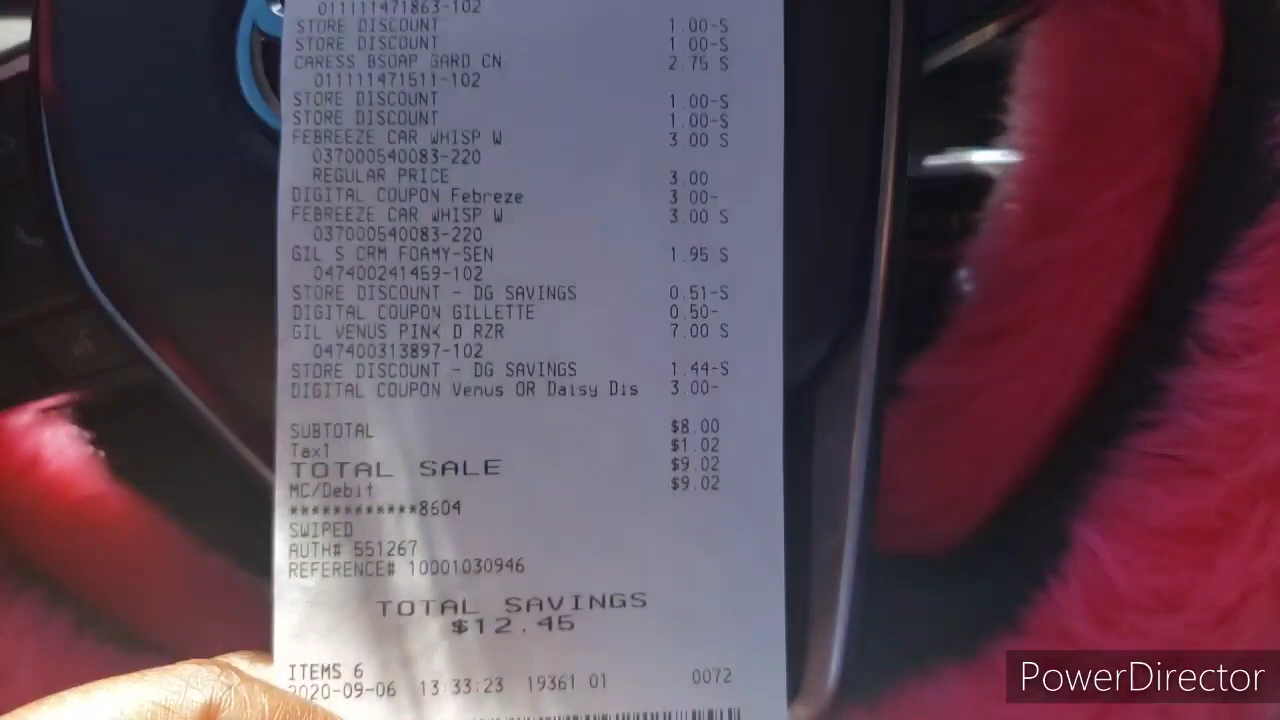 011111471863-102
STORE DISCOUNT 1.00-S
STORE DISCOUNT 1 00-S
CARESS BSOAP GARD CN 2.75 S
011111471511-102
STORE DISCOUNT 1.00-S
STORE DISCOUNT 1.00-S
FEBREEZE CAR WHISP W 3.00 S
037000540083-220
REGULAR PRICE 3.00
DIGITAL COUPON Febreze 3 00-
FEBREEZE CAR WHISP W 3 00 S
037000540083-220
GIL S CRM FOAMY-SEN 1.95 S
047400241459-102
STORE DISCOUNT - DG SAVINGS 0.51-S
DIGITAL COUPON GILLETTE 0.50-
GIL VENUS PINK D RZR 7.00 S
047400313897-102
STORE DISCOUNT - DG SAVINGS 1.44-S
DIGITAL COUPON Venus OR Daisy Dis 3.00-
SUBTOTAL $8.00
Tax1 $1.02
TOTAL SALE $9.02
MC/Debit $9.02
************8604
SWIPED
AUTH# 551267
REFERENCE# 10001030946
TOTAL SAVINGS
$12.45
ITEMS 6
2020-09-06 13:33:23 19361 01 0072
PowerDirector